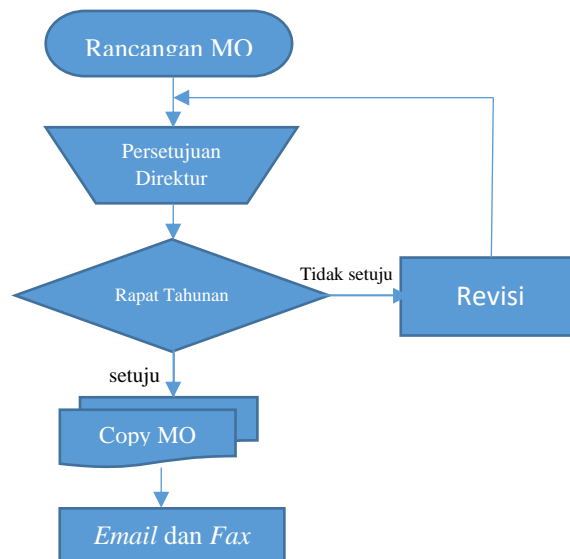 Rancangan MO
Persetujuan
Direktur
Rapat Tahunan
Tidak setuju
Revisi
setuju
Copy MO
Email dan Fax